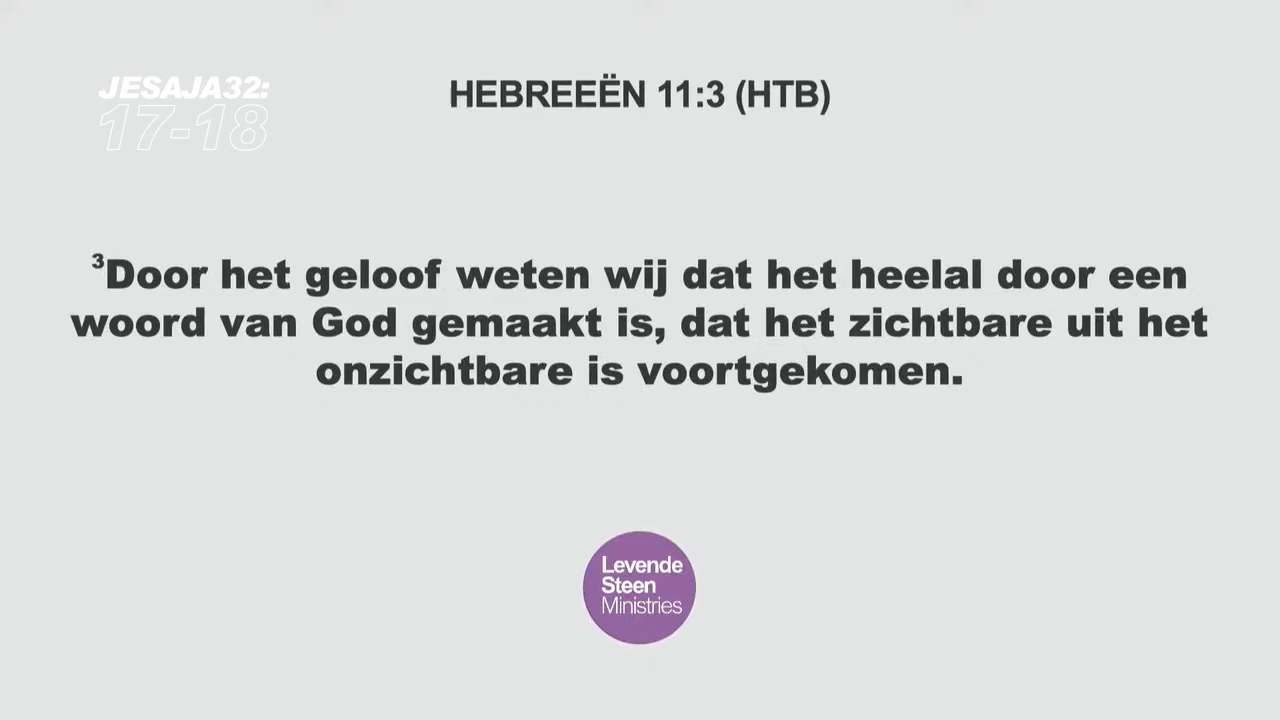 JESAJA32:
17-18
HEBREEËN 11:3 (HTB)
³Door het geloof weten wij dat het heelal door een
woord van God gemaakt is, dat het zichtbare uit het
onzichtbare is voortgekomen.
Levende
Steen
Ministries